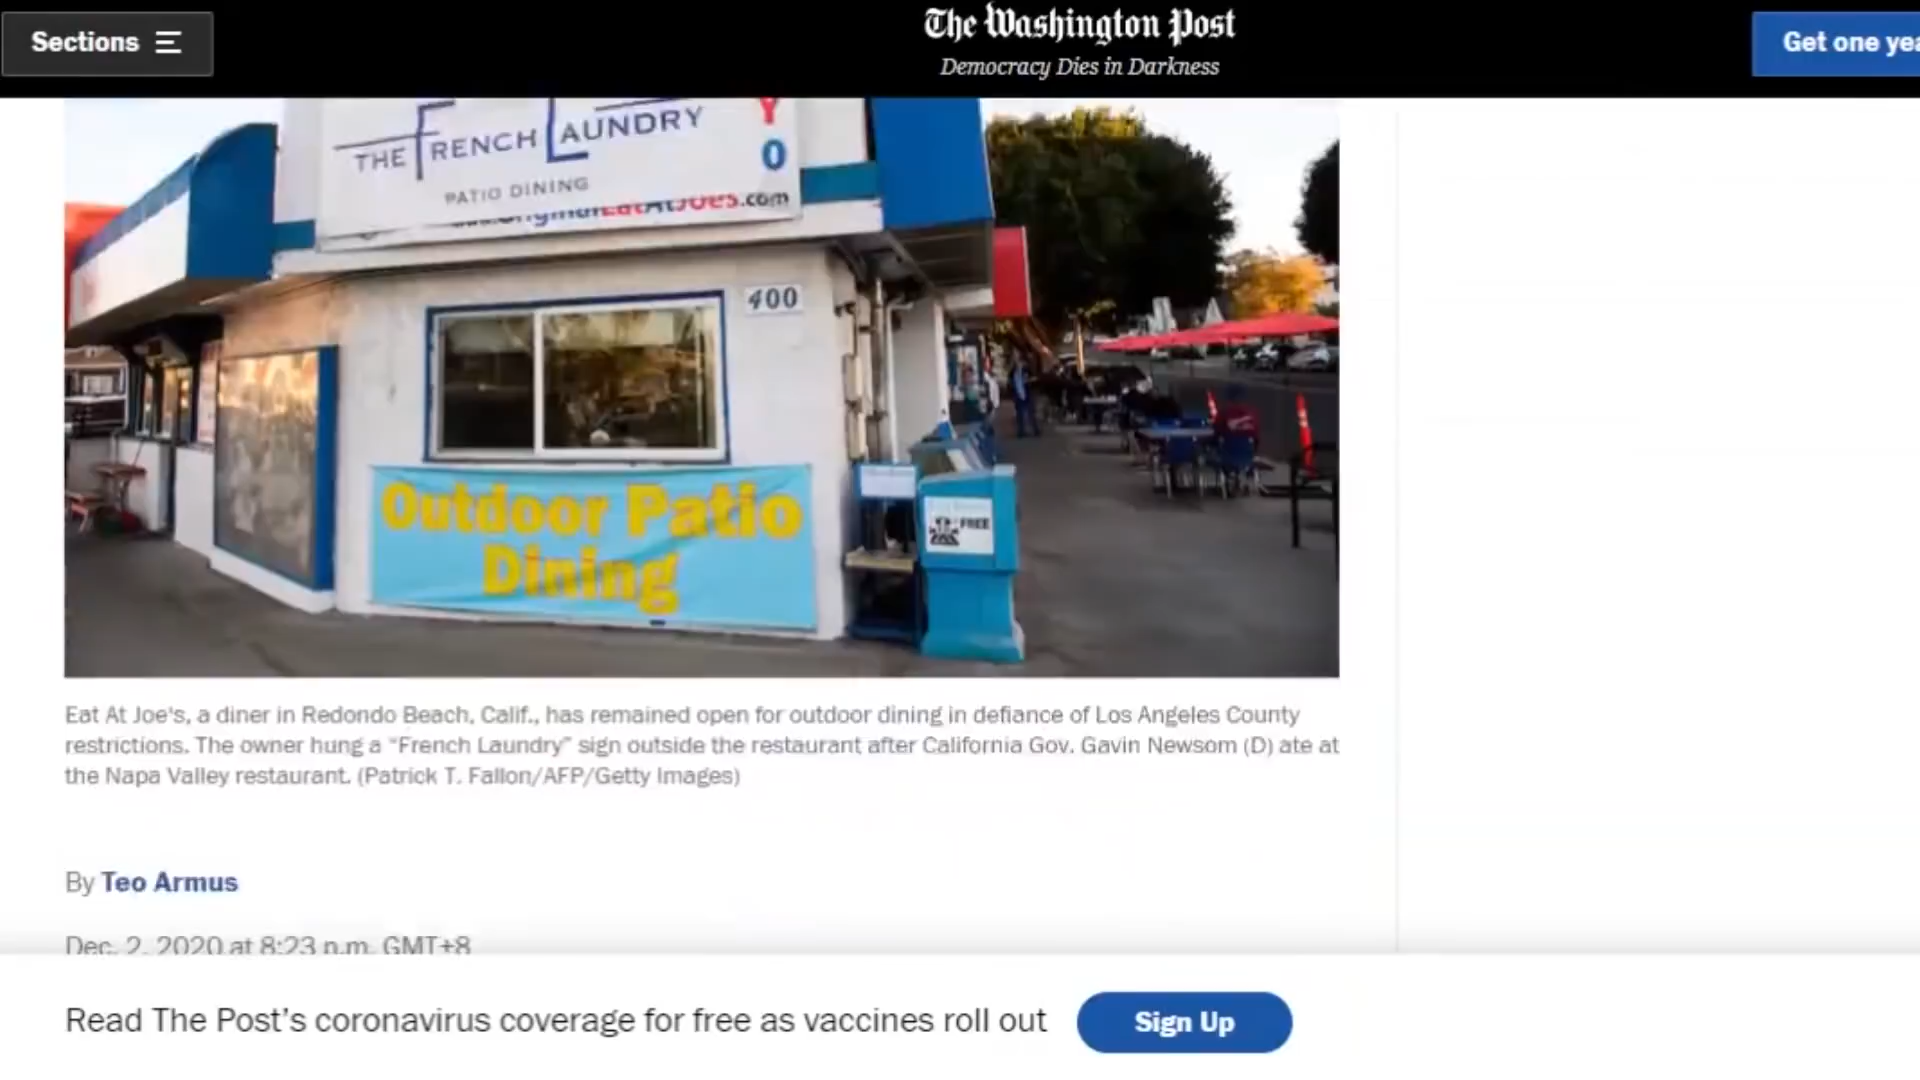 Sections
The Washington Post
Democracy Dies in Darkness
Get one yea
THE FRENCH LAUNDRY
PATIO DINING
Y
O
EatAtJoes.com
400
Outdoor Patio
Dining
FREE
Eat At Joe's, a diner in Redondo Beach, Calif., has remained open for outdoor dining in defiance of Los Angeles County
restrictions. The owner hung a “French Laundry” sign outside the restaurant after California Gov. Gavin Newsom (D) ate at
the Napa Valley restaurant. (Patrick T. Fallon/AFP/Getty Images)
By Teo Armus
Dec. 2, 2020 at 8:23 p.m. GMT+8
Read The Post’s coronavirus coverage for free as vaccines roll out
Sign Up